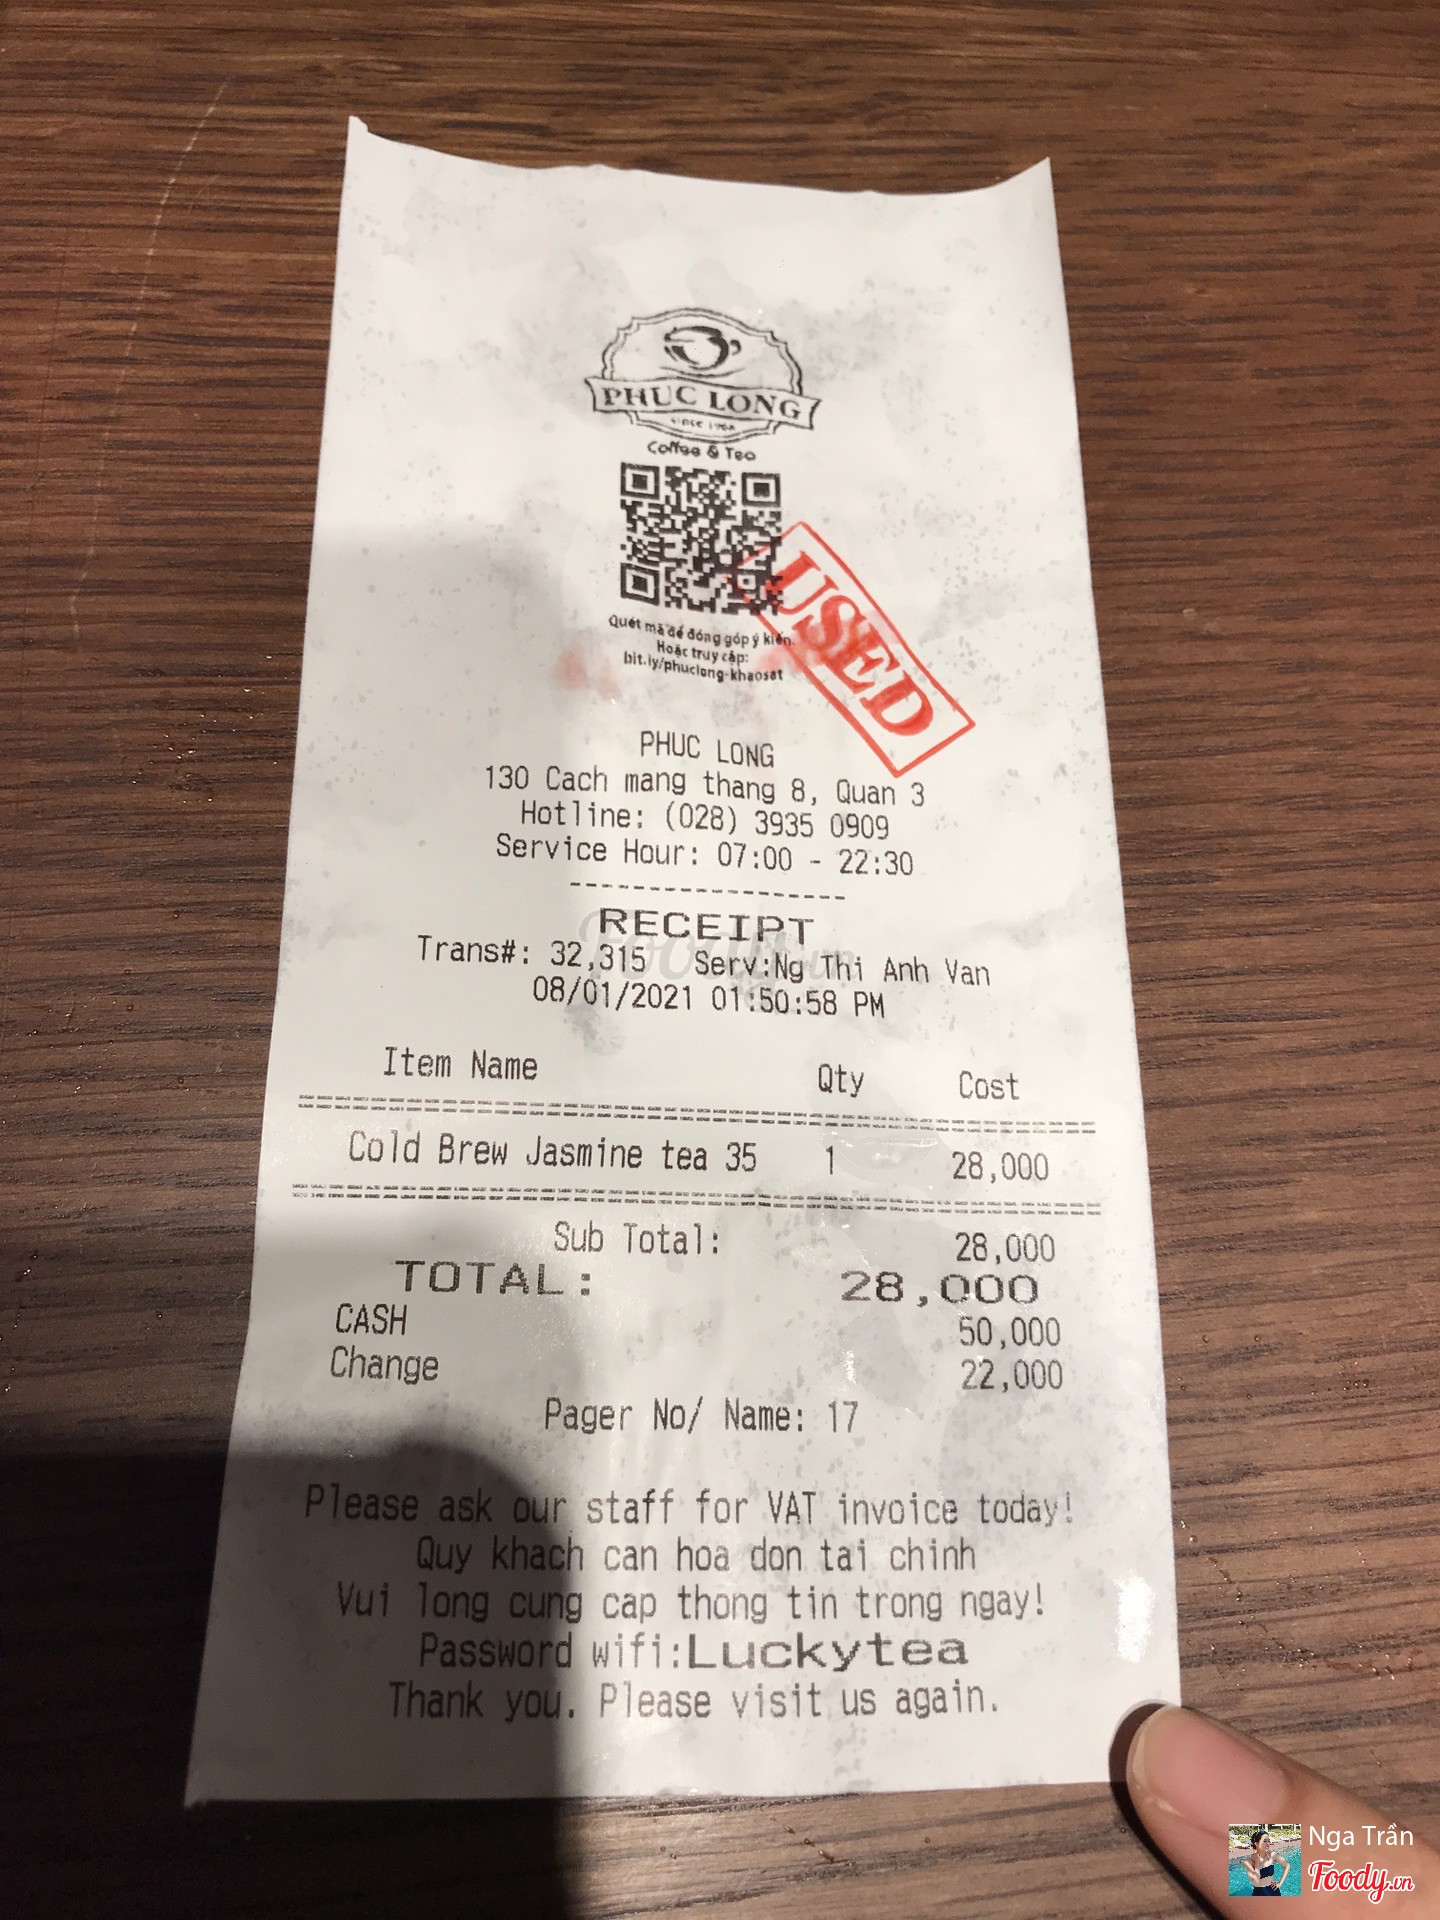 PHUC LONG
SINCE 1968
Coffee & Tea
USED
Quét mã để đóng góp ý kiến.
Hoặc truy cập:
bit.ly/phuclong-khaosat
PHUC LONG
130 Cach mang thang 8, Quan 3
Hotline: (028) 3935 0909
Service Hour: 07:00 - 22:30
RECEIPT
Trans#: 32,315 Serv:Ng Thi Anh Van
08/01/2021 01:50:58 PM
Item Name Qty Cost
Cold Brew Jasmine tea 35 1 28,000
Sub Total: 28,000
TOTAL: 28,000
CASH 50,000
Change 22,000
Pager No/ Name: 17
Please ask our staff for VAT invoice today!
Quy khach can hoa don tai chinh
Vui long cung cap thong tin trong ngay!
Password wifi:Luckytea
Thank you. Please visit us again.
Foody.vn
Nga Trần
Foody.vn